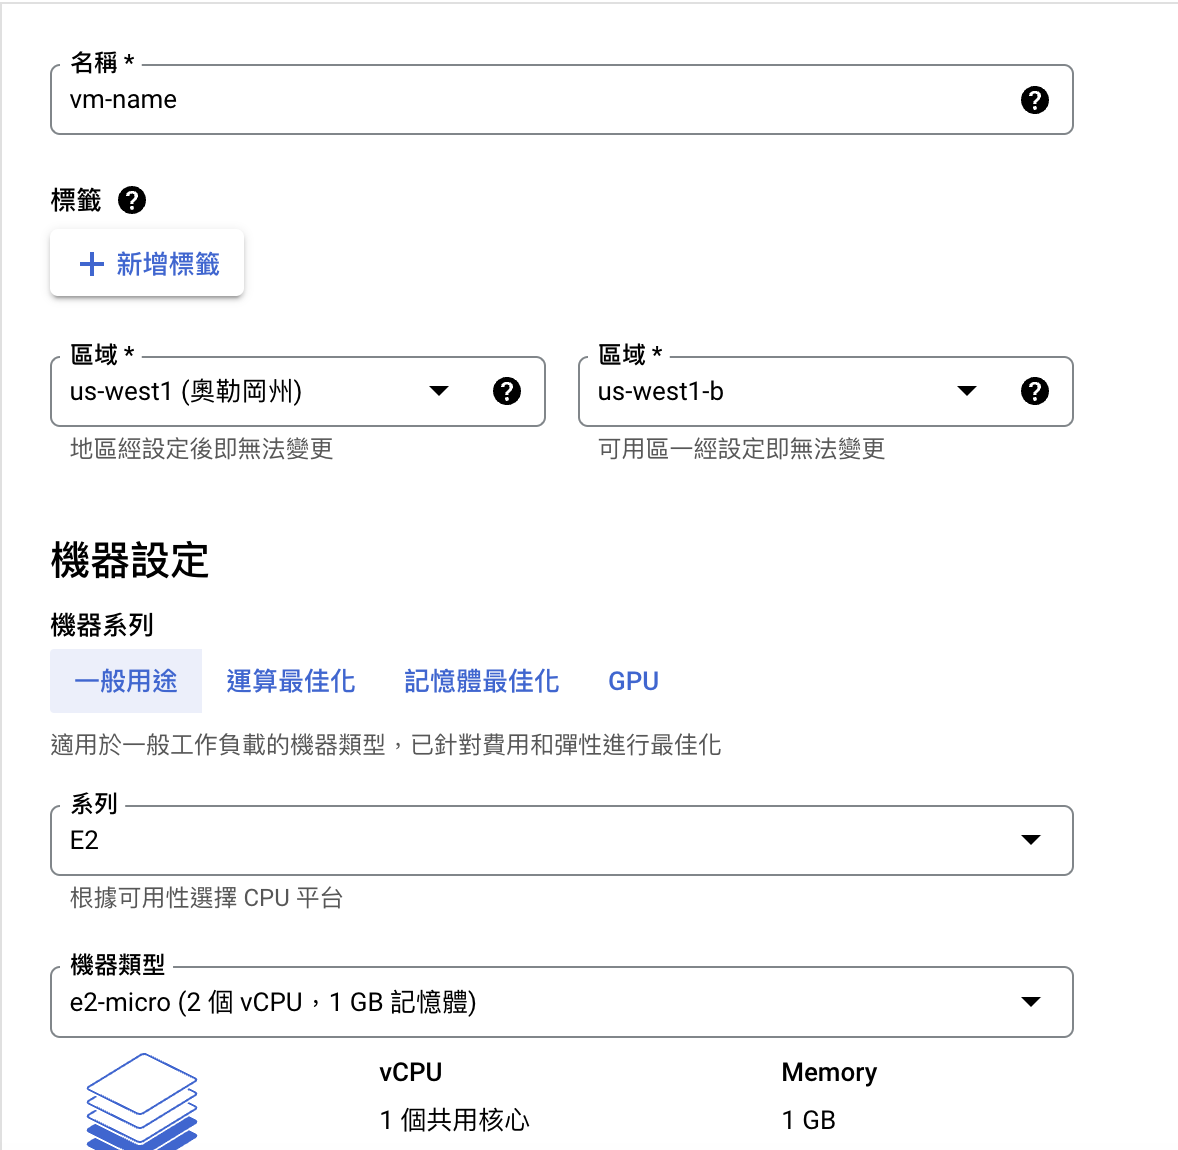 名稱 *
vm-name
標籤
新增標籤
區域 *
us-west1 (奧勒岡州)
地區經設定後即無法變更
區域 *
us-west1-b
可用區一經設定即無法變更
機器設定
機器系列
一般用途 運算最佳化 記憶體最佳化 GPU
適用於一般工作負載的機器類型，已針對費用和彈性進行最佳化
系列
E2
根據可用性選擇 CPU 平台
機器類型
e2-micro (2 個 vCPU，1 GB 記憶體)
vCPU Memory
1 個共用核心 1 GB